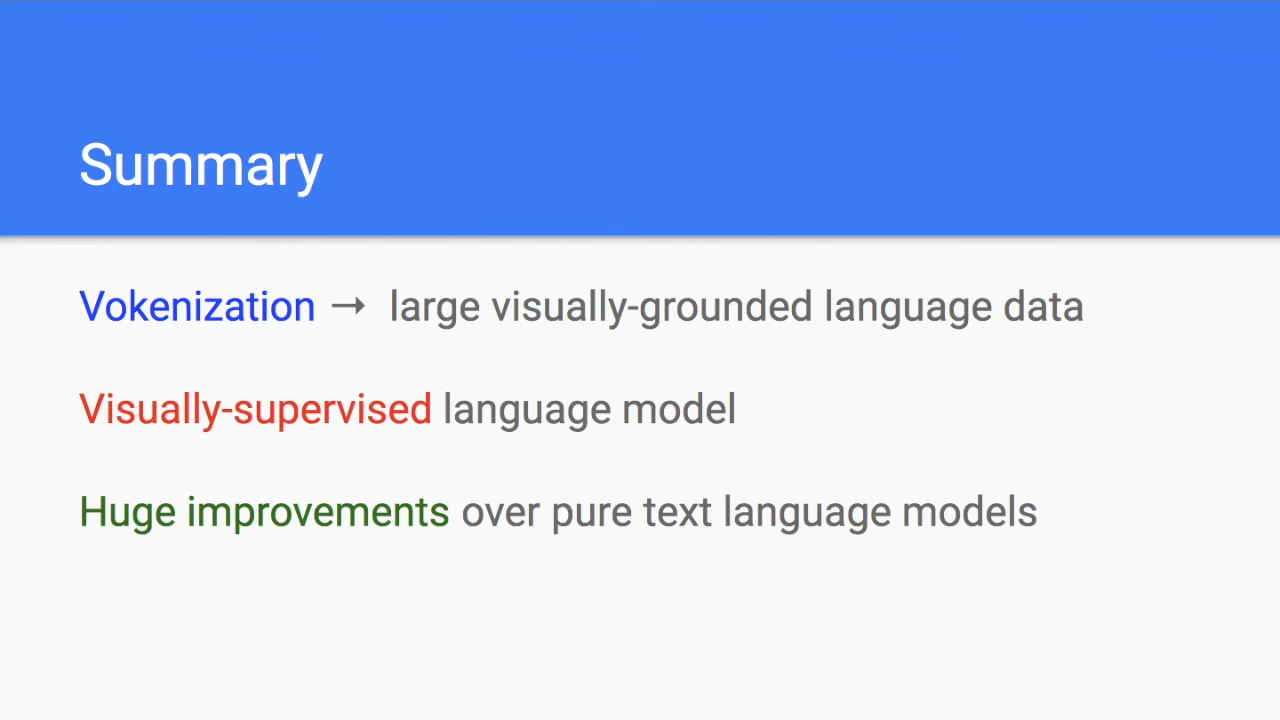 Summary
Vokenization → large visually-grounded language data
Visually-supervised language model
Huge improvements over pure text language models